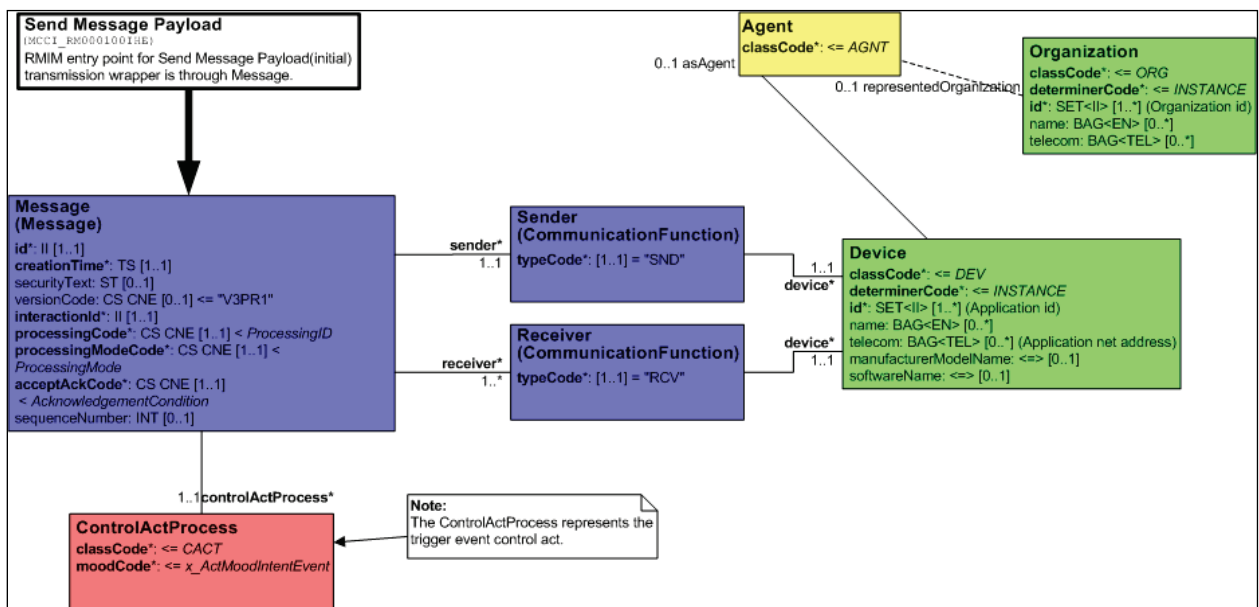 Send Message Payload
(MCCI_RM000100IHE)
RMIM entry point for Send Message Payload(initial)
transmission wrapper is through Message.
Agent
classCode*: <= AGNT
0..1 asAgent
0..1 representedOrganization
Organization
classCode*: <= ORG
determinerCode*: <= INSTANCE
id*: SET<II> [1..*] (Organization id)
name: BAG<EN> [0..*]
telecom: BAG<TEL> [0..*]
Message
(Message)
id*: II [1..1]
creationTime*: TS [1..1]
securityText: ST [0..1]
versionCode: CS CNE [0..1] <= "V3PR1"
interactionId*: II [1..1]
processingCode*: CS CNE [1..1] < ProcessingID
processingModeCode*: CS CNE [1..1] <
ProcessingMode
acceptAckCode*: CS CNE [1..1]
< AcknowledgementCondition
sequenceNumber: INT [0..1]
sender*
1..1
Sender
(CommunicationFunction)
typeCode*: [1..1] = "SND"
1..1
device*
receiver*
1..*
Receiver
(CommunicationFunction)
typeCode*: [1..1] = "RCV"
device*
1..1
Device
classCode*: <= DEV
determinerCode*: <= INSTANCE
id*: SET<II> [1..*] (Application id)
name: BAG<EN> [0..*]
telecom: BAG<TEL> [0..*] (Application net address)
manufacturerModelName: <=> [0..1]
softwareName: <=> [0..1]
1..1 controlActProcess*
ControlActProcess
classCode*: <= CACT
moodCode*: <= x_ActMoodIntentEvent
Note:
The ControlActProcess represents the
trigger event control act.